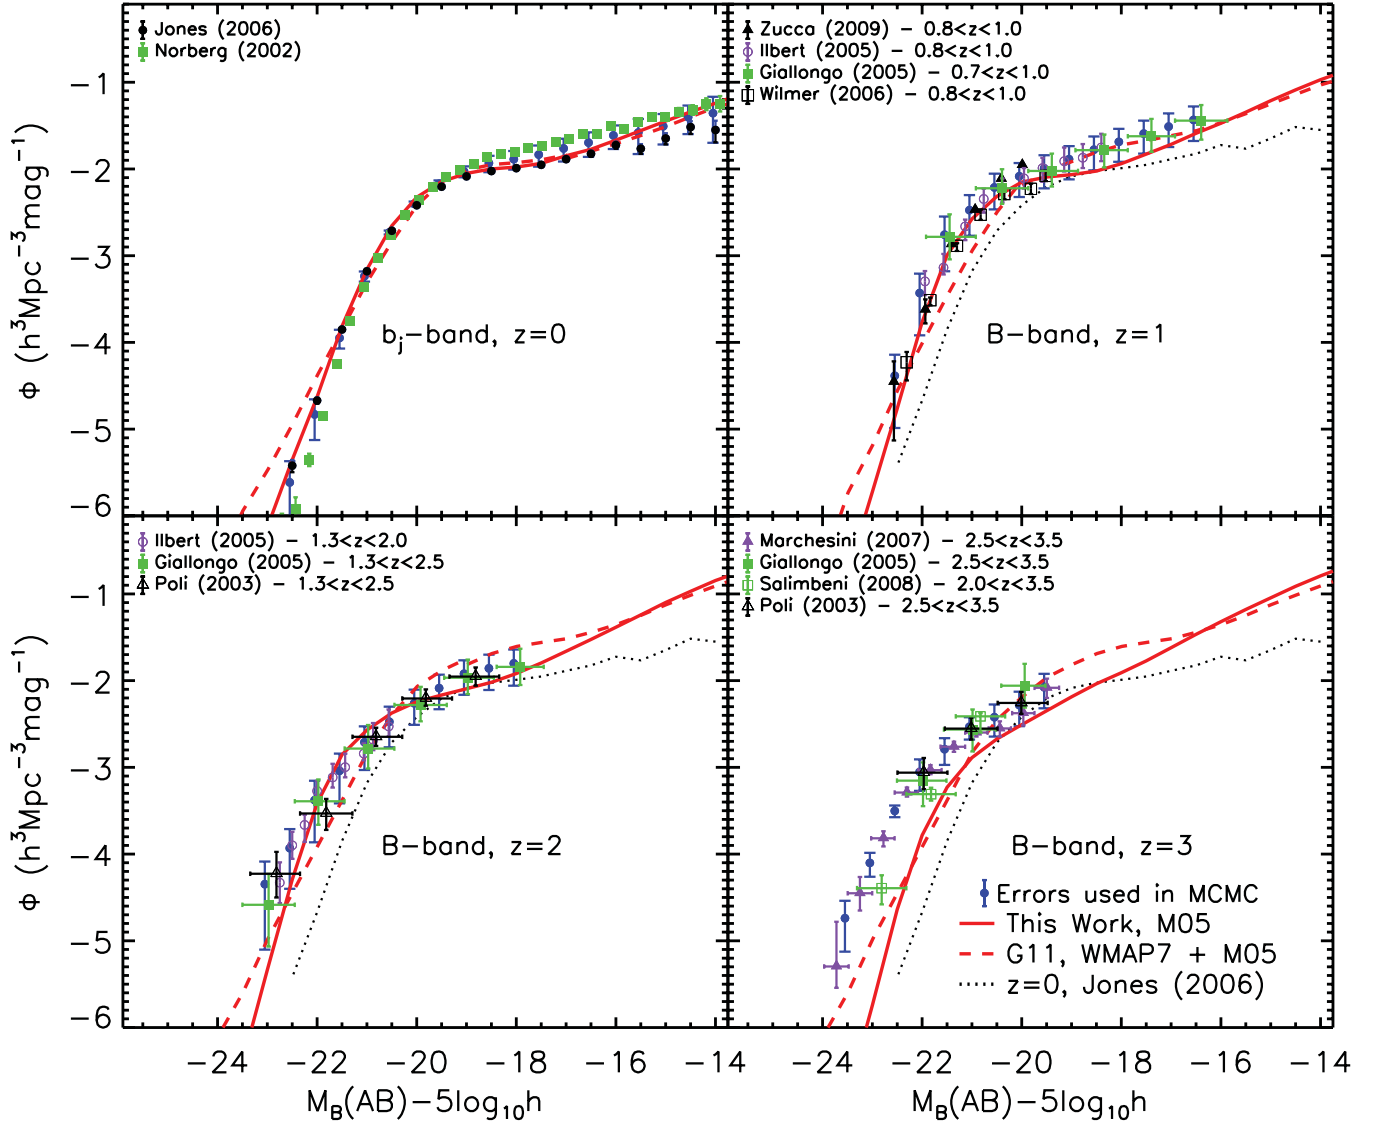 Jones (2006)
Norberg (2002)
b_j-band, z=0
Zucca (2009) - 0.8<z<1.0
Ilbert (2005) - 0.8<z<1.0
Giallongo (2005) - 0.7<z<1.0
Wilmer (2006) - 0.8<z<1.0
B-band, z=1
-1
-2
-3
-4
-5
-6
Φ (h³Mpc⁻³mag⁻¹)
Ilbert (2005) - 1.3<z<2.0
Giallongo (2005) - 1.3<z<2.5
Poli (2003) - 1.3<z<2.5
B-band, z=2
Marchesini (2007) - 2.5<z<3.5
Giallongo (2005) - 2.5<z<3.5
Salimbeni (2008) - 2.0<z<3.5
Poli (2003) - 2.5<z<3.5
B-band, z=3
Errors used in MCMC
This Work, M05
G11, WMAP7 + M05
z=0, Jones (2006)
-1
-2
-3
-4
-5
-6
Φ (h³Mpc⁻³mag⁻¹)
-24 -22 -20 -18 -16 -14
-24 -22 -20 -18 -16 -14
M_B(AB)-5log₁₀h
M_B(AB)-5log₁₀h